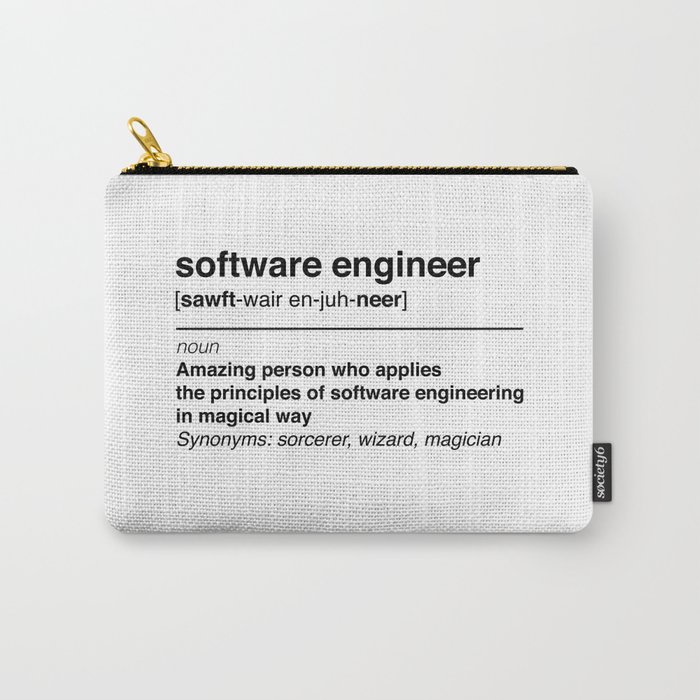 software engineer
[sawft-wair en-juh-neer]
noun
Amazing person who applies
the principles of software engineering
in magical way
Synonyms: sorcerer, wizard, magician
society6